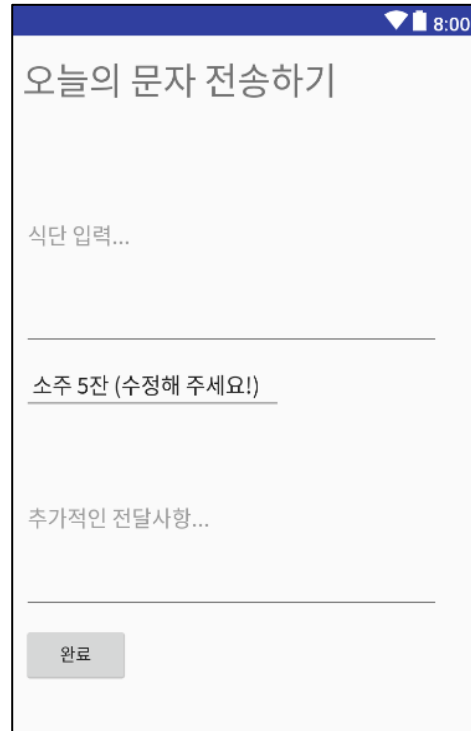 8:00
오늘의 문자 전송하기
식단 입력...
소주 5잔 (수정해 주세요!)
추가적인 전달사항...
완료